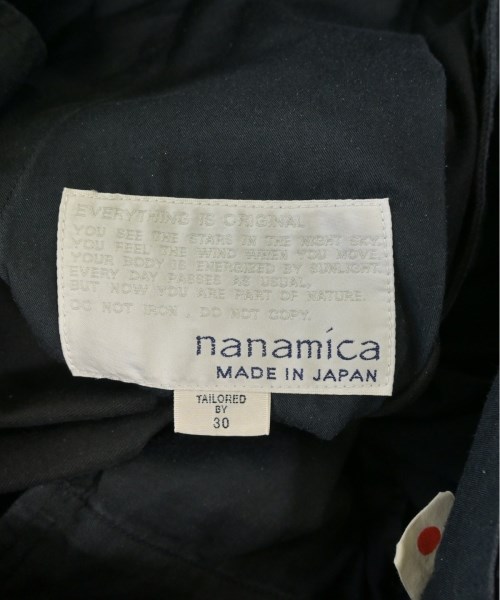 EVERYTHING IS ORIGINAL
YOU SEE THE STARS IN THE NIGHT SKY.
YOU FEEL THE WIND WHEN YOU MOVE.
YOUR BODY IS ENERGIZED BY SUNLIGHT.
EVERY DAY PASSES AS USUAL,
BUT NOW YOU ARE PART OF NATURE.
DO NOT IRON , DO NOT COPY.
nanamica
MADE IN JAPAN
TAILORED
BY
30